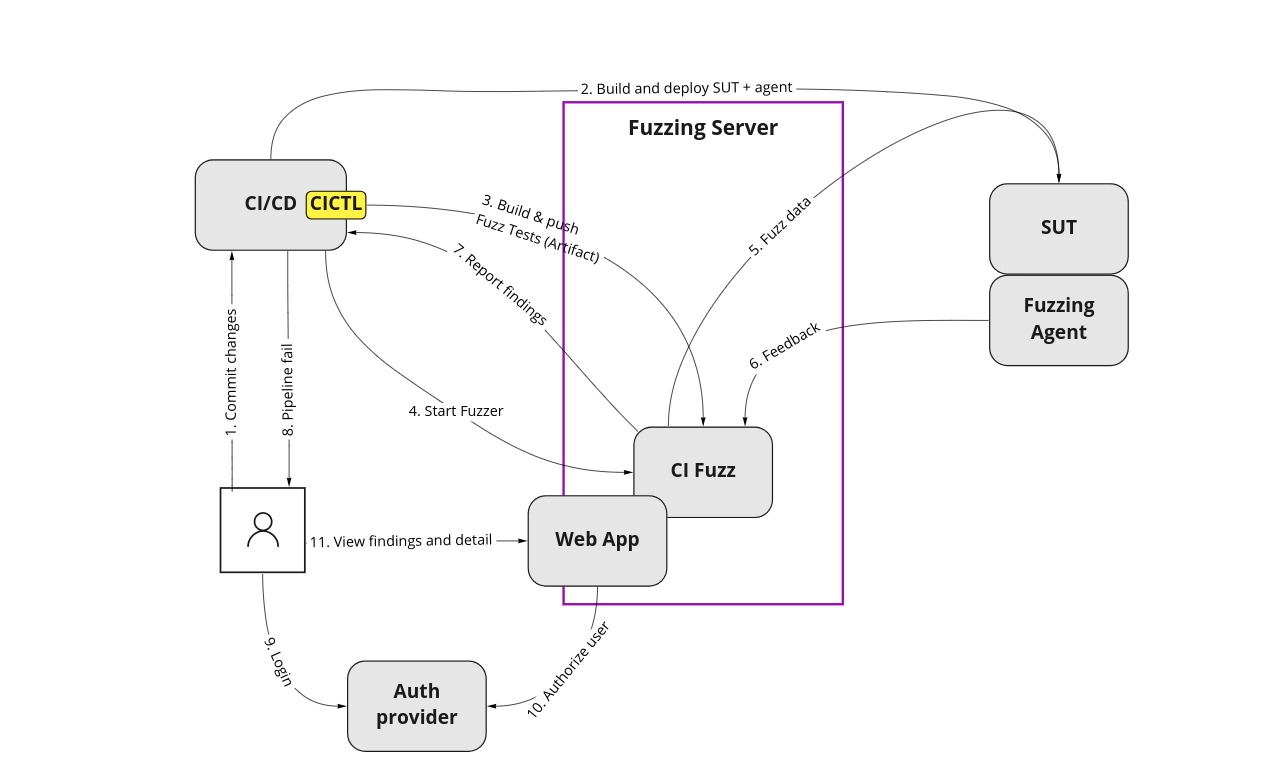 2. Build and deploy SUT + agent
Fuzzing Server
CI/CD
CICTL
3. Build & push
Fuzz Tests (Artifact)
5. Fuzz data
SUT
7. Report findings
Fuzzing
Agent
6. Feedback
1. Commit changes
8. Pipeline fail
4. Start Fuzzer
CI Fuzz
11. View findings and detail
Web App
9. Login
10. Authorize user
Auth
provider